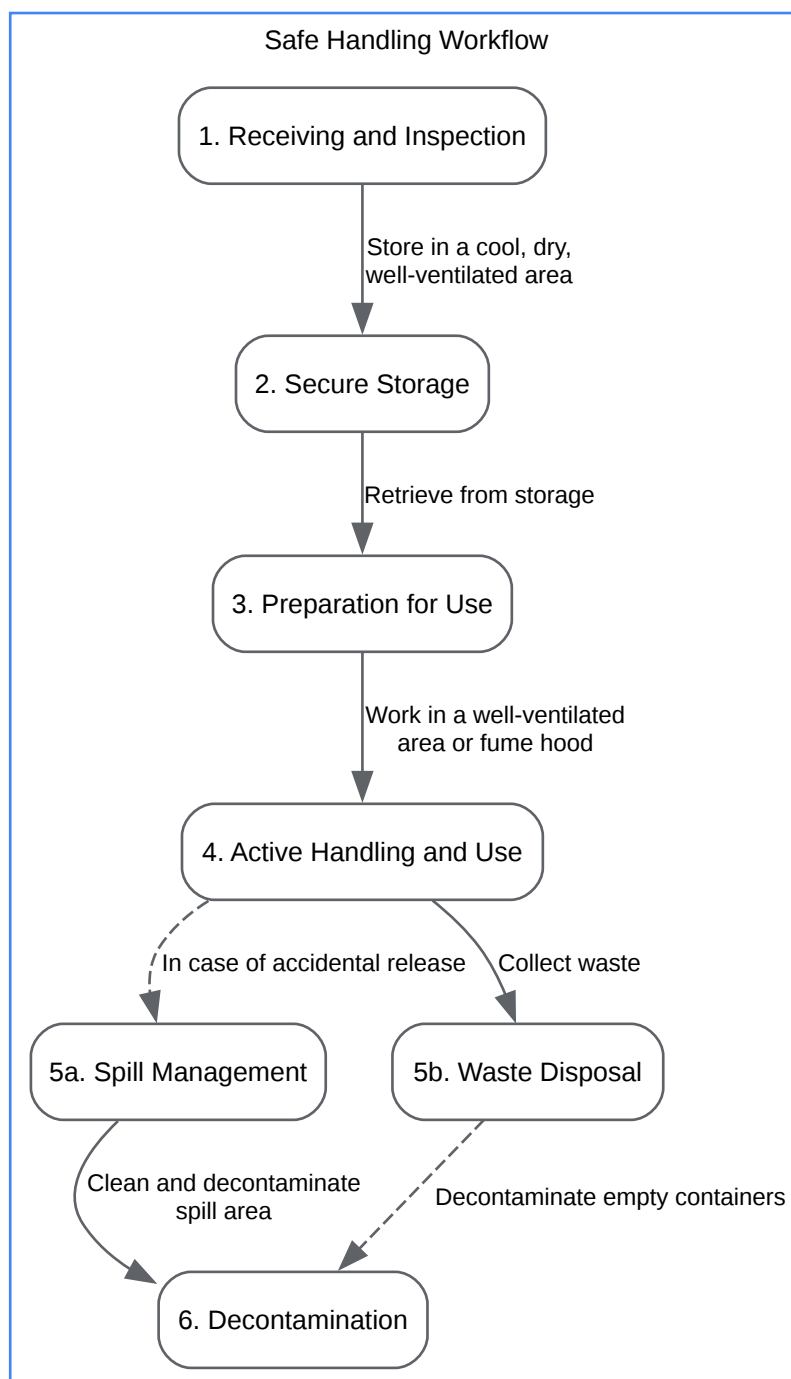 Safe Handling Workflow
1. Receiving and Inspection
Store in a cool, dry,
well-ventilated area
2. Secure Storage
Retrieve from storage
3. Preparation for Use
Work in a well-ventilated
area or fume hood
4. Active Handling and Use
In case of accidental release
Collect waste
5a. Spill Management
5b. Waste Disposal
Clean and decontaminate
spill area
Decontaminate empty containers
6. Decontamination